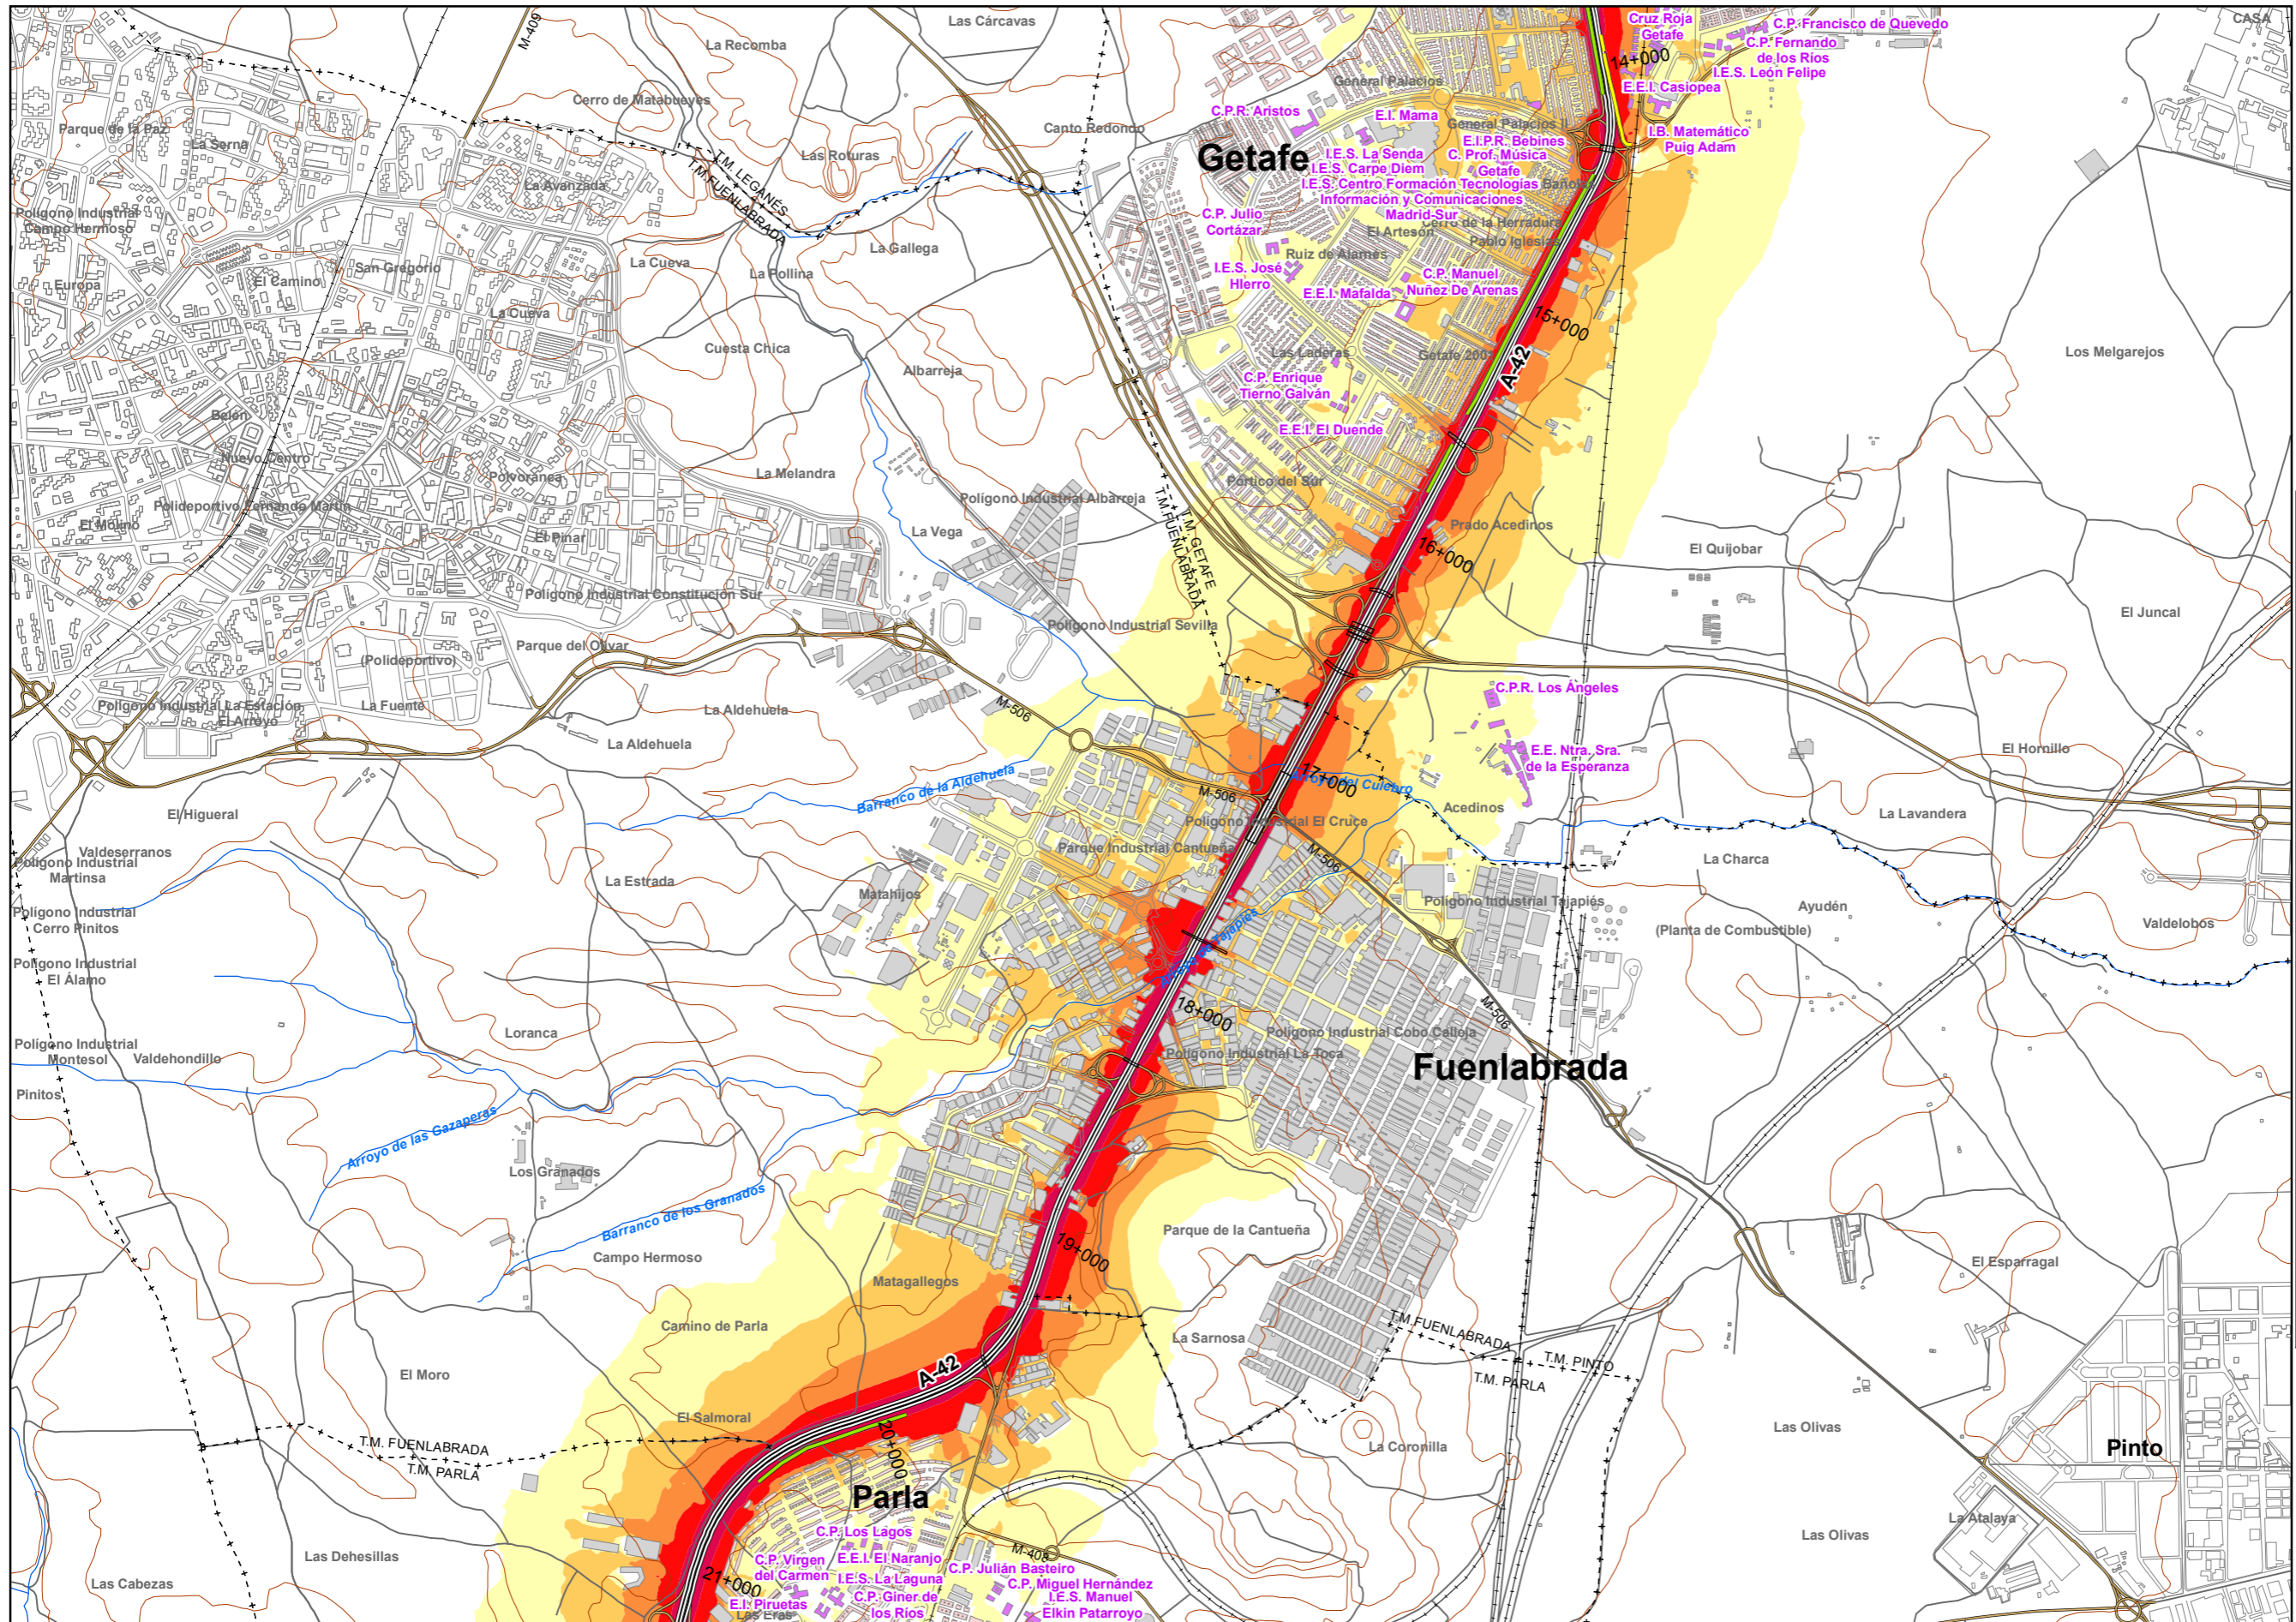 Las Cárcavas
Cruz Roja
Getafe
C.P. Francisco de Quevedo
CASA
M-409
La Recomba
C.P. Fernando
de los Ríos
14+000
I.E.S. León Felipe
General Palacios
E.E.I. Casiopea
Cerro de Matabueyes
C.P.R. Aristos
E.I. Mama
General Palacios II
Parque de la Paz
La Serna
Canto Redondo
I.B. Matemático
Puig Adam
Getafe
E.I.P.R. Bebines
Las Roturas
I.E.S. La Senda
C. Prof. Música
Getafe
I.E.S. Carpe Diem
T.M. LEGANÉS
T.M.FUENLABRADA
La Avanzada
I.E.S. Centro Formación Tecnologías
Información y Comunicaciones
Madrid-Sur
Polígono Industrial
Campo Hermoso
C.P. Julio
Cortázar
Cerro de la Herradura
El Arteson
Pablo Iglesias
La Gallega
Ruiz de Alamés
La Cueva
San Gregorio
La Pollina
I.E.S. José
HIerro
C.P. Manuel
Nuñez De Arenas
Europa
El Camino
E.E.I. Mafalda
La Cueva
15+000
Cuesta Chica
Las Laderas
Getafe 2001
Los Melgarejos
A-42
Albarreja
C.P. Enrique
Tierno Galván
Belén
E.E.I. El Duende
Nuevo Centro
La Melandra
Polvoranca
Pórtico del Sur
Polígono Industrial Albarreja
Polideportivo Fernando Martín
El Molino
Prado Acedinos
La Vega
El Pinar
T.M. GETAFE
T.M.FUENLABRADA
16+000
El Quijobar
Polígono Industrial Constitución Sur
El Juncal
Polígono Industrial Sevilla
Parque del Olivar
(Polideportivo)
C.P.R. Los Ángeles
Polígono Industrial La Estación
La Fuente
El Arroyo
La Aldehuela
M-506
La Aldehuela
E.E. Ntra. Sra.
de la Esperanza
El Hornillo
Barranco de la Aldehuela
17+000
Arroyo del Culebro
M-506
Acedinos
El Higueral
La Lavandera
Polígono Industrial El Cruce
Parque Industrial Cantueña
M-506
Valdeserranos
Polígono Industrial
Martinsa
La Charca
La Estrada
Matahijos
Polígono Industrial Tajapiés
Ayudén
Polígono Industrial
Cerro Pinitos
(Planta de Combustible)
Valdelobos
Arroyo de Tajapies
Polígono Industrial
El Álamo
18+000
M-506
Loranca
Polígono Industrial Cobo Calleja
Polígono Industrial
Montesol
Valdehondillo
Polígono Industrial La Toca
Fuenlabrada
Pinitos
Arroyo de las Gazaperas
Los Granados
Barranco de los Granados
Parque de la Cantueña
19+000
Campo Hermoso
El Esparragal
Matagallegos
Camino de Parla
La Sarnosa
T.M.FUENLABRADA
T.M. PINTO
T.M. PARLA
A-42
El Moro
El Salmoral
20+000
Las Olivas
T.M. FUENLABRADA
T.M. PARLA
La Coronilla
Pinto
Parla
La Atalaya
C.P. Los Lagos
Las Olivas
M-408
Las Dehesillas
C.P. Virgen
del Carmen
E.E.I. El Naranjo
C.P. Julián Basteiro
21+000
I.E.S. La Laguna
Las Cabezas
C.P. Miguel Hernández
E.I. Piruetas
C.P. Giner de
los Ríos
I.E.S. Manuel
Elkin Patarroyo
Las Eras